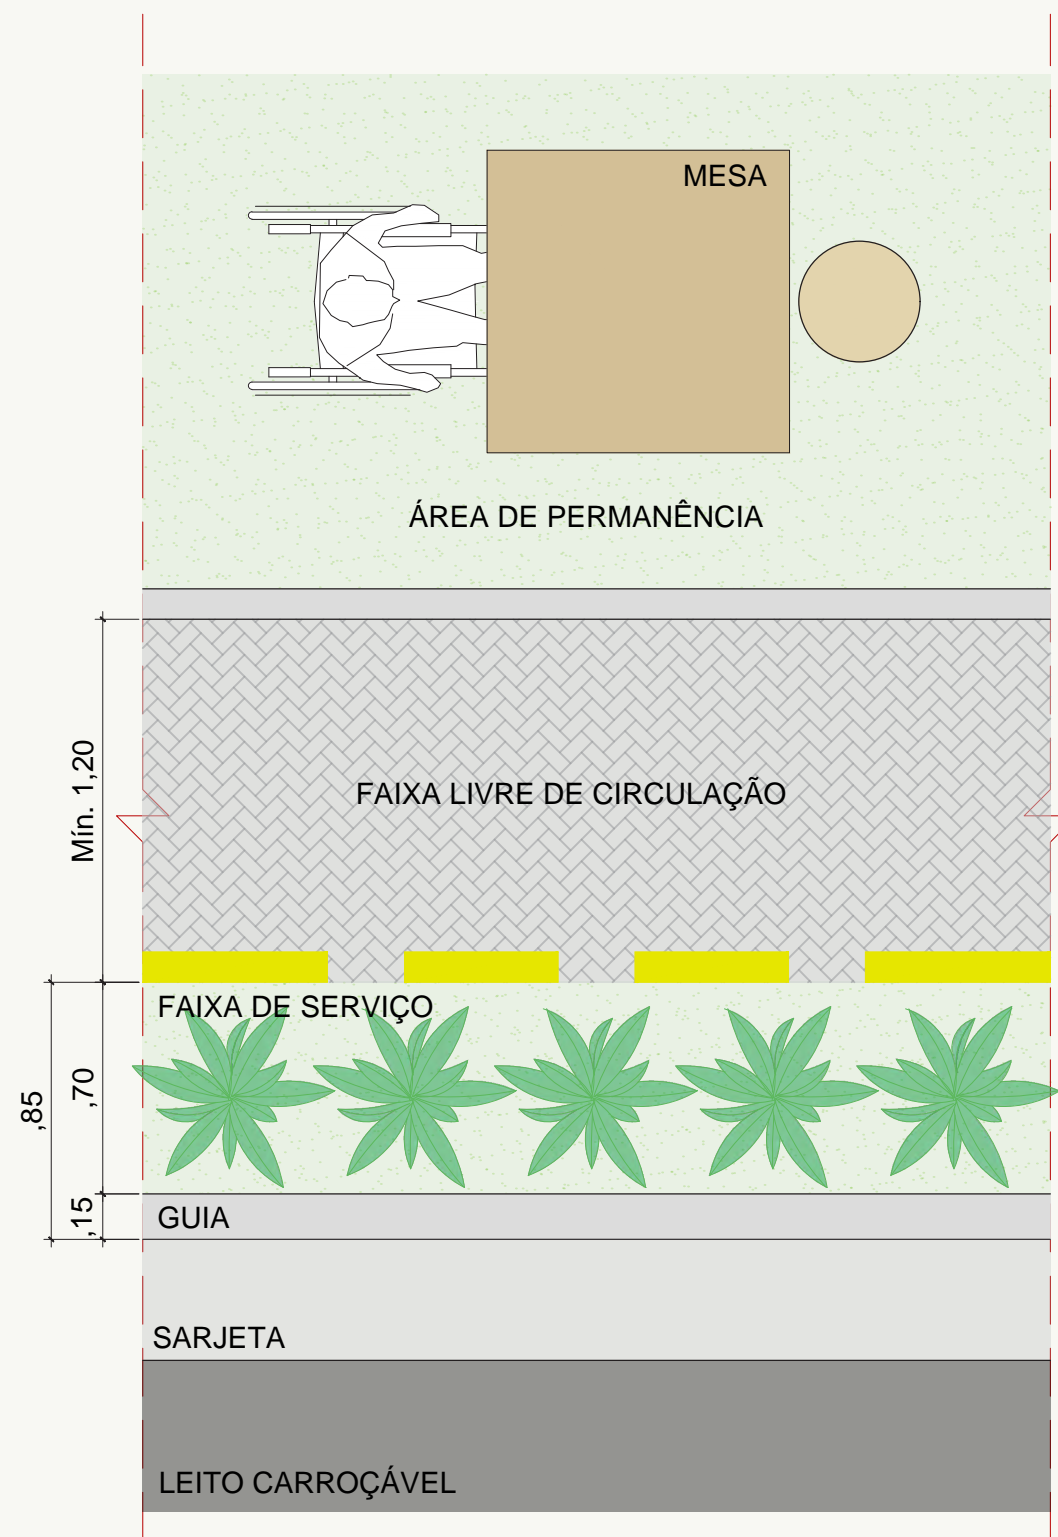 MESA
ÁREA DE PERMANÊNCIA
Mín. 1,20
FAIXA LIVRE DE CIRCULAÇÃO
FAIXA DE SERVIÇO
,85
,70
,15
GUIA
SARJETA
LEITO CARROÇÁVEL